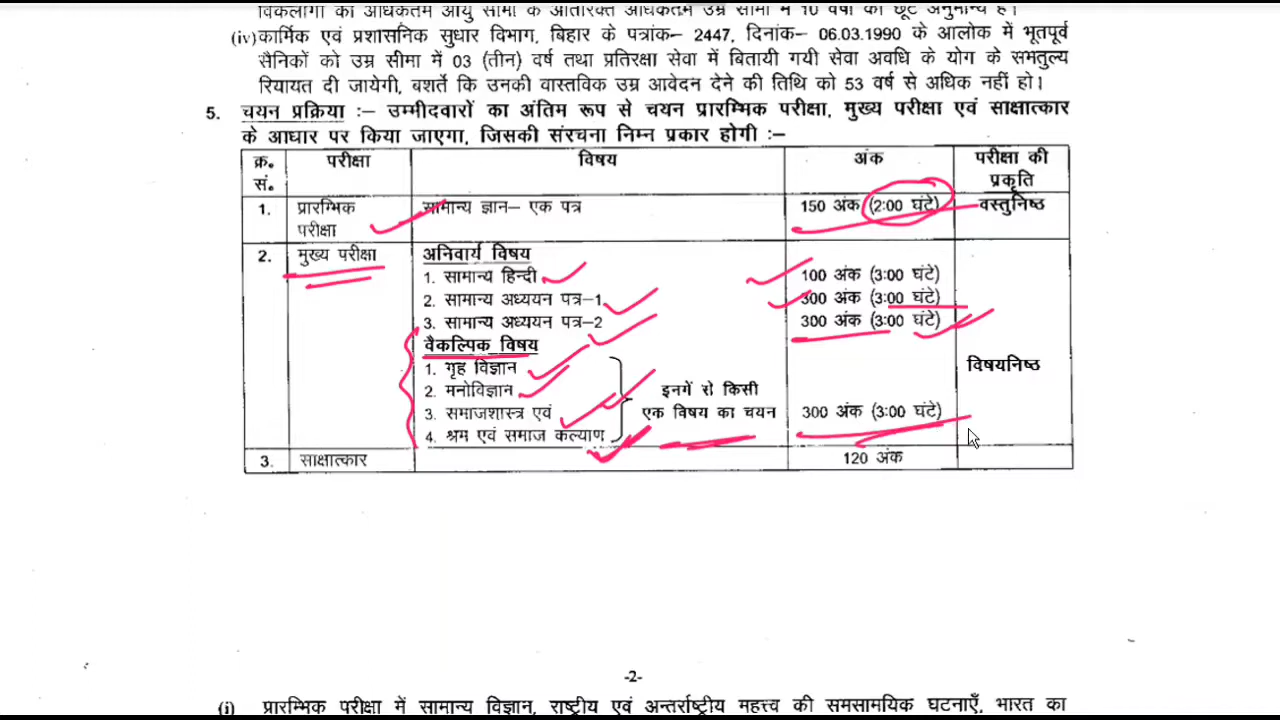 विकलांगों को अधिकतम आयु सीमा के अतिरिक्त अधिकतम उम्र सीमा में 10 वर्षों की छूट अनुमान्य है।
(iv) कार्मिक एवं प्रशासनिक सुधार विभाग, बिहार के पत्रांक– 2447, दिनांक– 06.03.1990 के आलोक में भूतपूर्व
सैनिकों को उम्र सीमा में 03 (तीन) वर्ष तथा प्रतिरक्षा सेवा में बितायी गयी सेवा अवधि के योग के समतुल्य
रियायत दी जायेगी, बशर्ते कि उनकी वास्तविक उम्र आवेदन देने की तिथि को 53 वर्ष से अधिक नहीं हो।
5. चयन प्रक्रिया :– उम्मीदवारों का अंतिम रूप से चयन प्रारम्भिक परीक्षा, मुख्य परीक्षा एवं साक्षात्कार
के आधार पर किया जाएगा, जिसकी संरचना निम्न प्रकार होगी :–
क्र. सं. परीक्षा विषय अंक परीक्षा की प्रकृति
1. प्रारम्भिक परीक्षा सामान्य ज्ञान– एक पत्र 150 अंक (2:00 घंटे) वस्तुनिष्ठ
2. मुख्य परीक्षा अनिवार्य विषय
1. सामान्य हिन्दी 100 अंक (3:00 घंटे)
2. सामान्य अध्ययन पत्र–1 300 अंक (3:00 घंटे)
3. सामान्य अध्ययन पत्र–2 300 अंक (3:00 घंटे)
वैकल्पिक विषय
1. गृह विज्ञान विषयनिष्ठ
2. मनोविज्ञान इनमें से किसी
3. समाजशास्त्र एवं एक विषय का चयन 300 अंक (3:00 घंटे)
4. श्रम एवं समाज कल्याण
3. साक्षात्कार 120 अंक
-2-
(i) प्रारम्भिक परीक्षा में सामान्य विज्ञान, राष्ट्रीय एवं अन्तर्राष्ट्रीय महत्त्व की समसामयिक घटनाएँ, भारत का